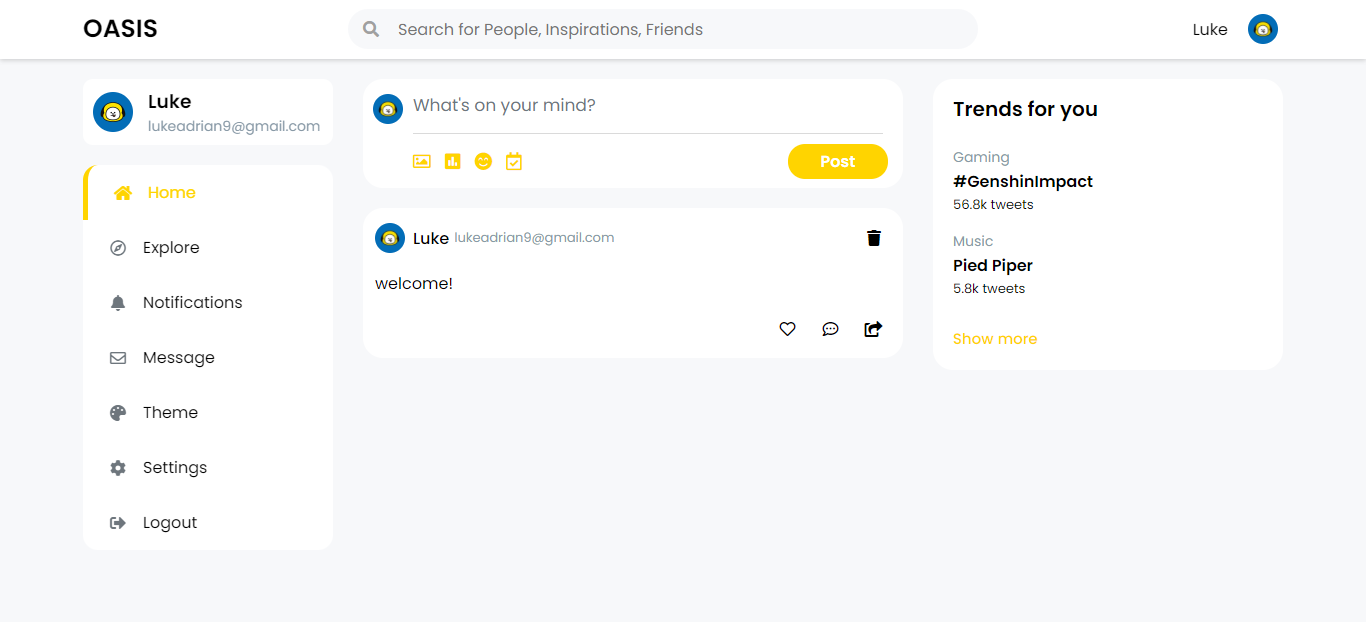 OASIS
Search for People, Inspirations, Friends
Luke
Luke
lukeadrian9@gmail.com
Home
Explore
Notifications
Message
Theme
Settings
Logout
What's on your mind?
Post
Luke lukeadrian9@gmail.com
welcome!
Trends for you
Gaming
#GenshinImpact
56.8k tweets
Music
Pied Piper
5.8k tweets
Show more